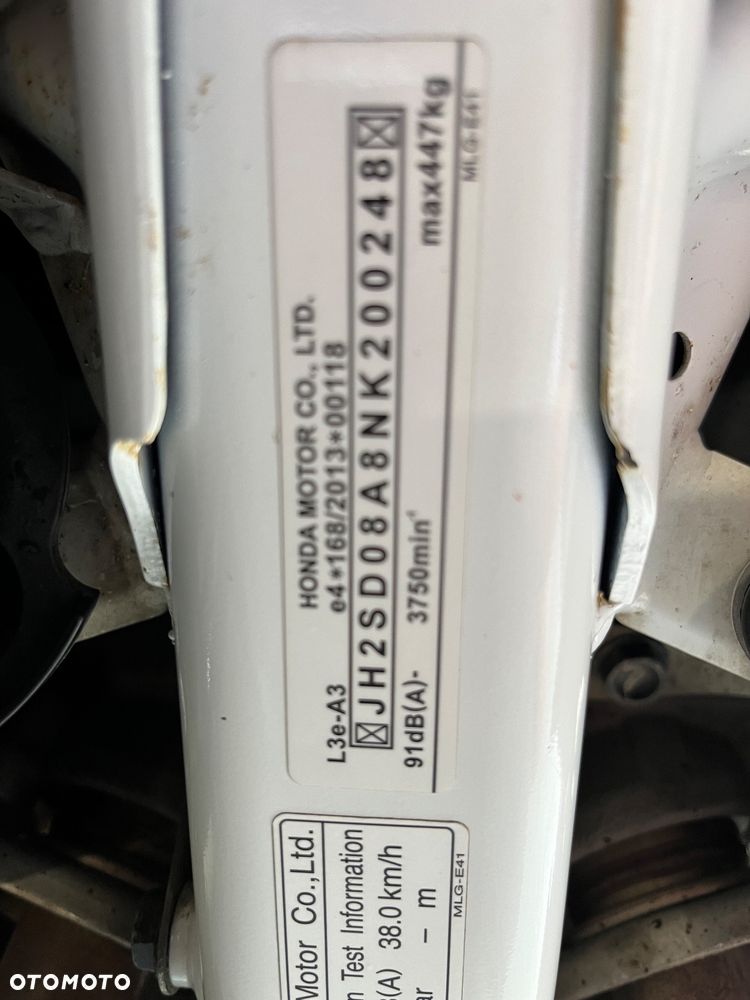 HONDA MOTOR CO., LTD.
L3e-A3 e4*168/2013*00118
JH2SD08A8NK200248
91dB(A)- 3750min⁻¹ max447kg
MLG-E41
Motor Co.,Ltd.
Test Information
(A) 38.0 km/h
– m
MLG-E41
OTOMOTO